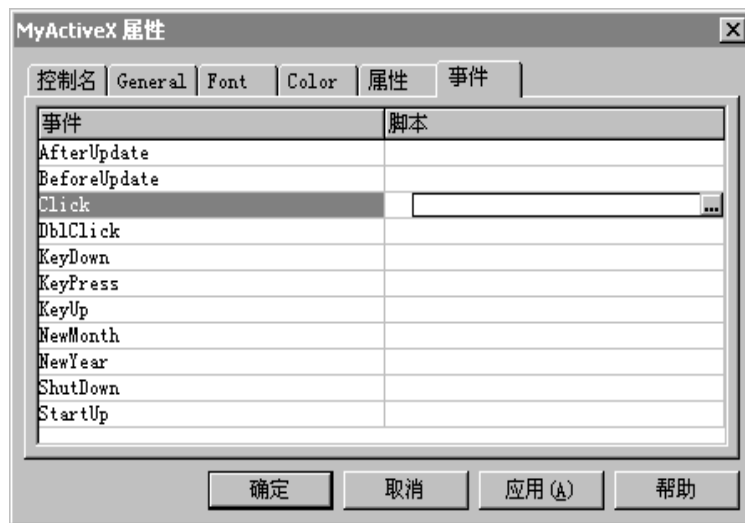 MyActiveX 属性
控制名 General Font Color 属性 事件
事件 脚本
AfterUpdate
BeforeUpdate
Click ...
DblClick
KeyDown
KeyPress
KeyUp
NewMonth
NewYear
ShutDown
StartUp
确定 取消 应用(A) 帮助